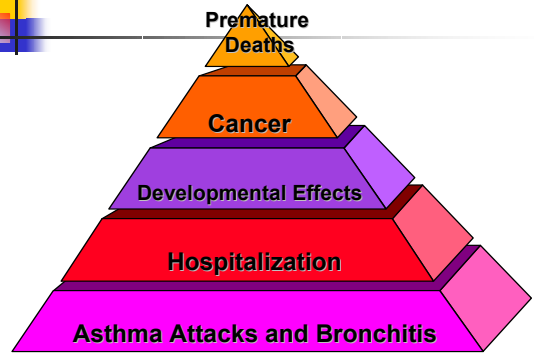 Premature
Deaths
Cancer
Developmental Effects
Hospitalization
Asthma Attacks and Bronchitis